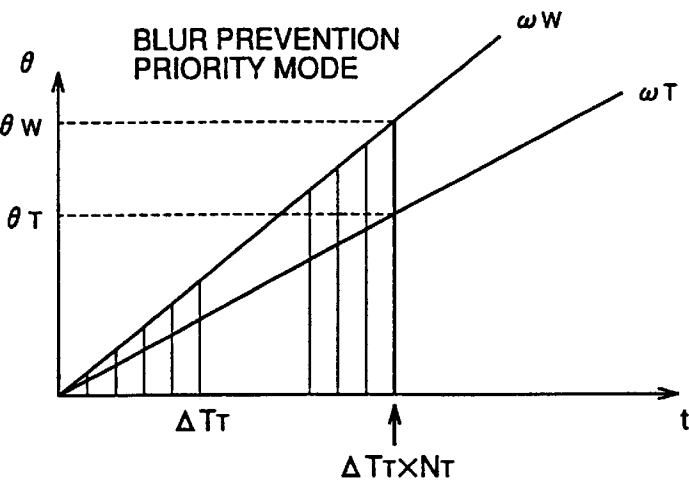 BLUR PREVENTION
PRIORITY MODE
ωW
θ
ωT
θW
θT
ΔTT
t
ΔTT×NT